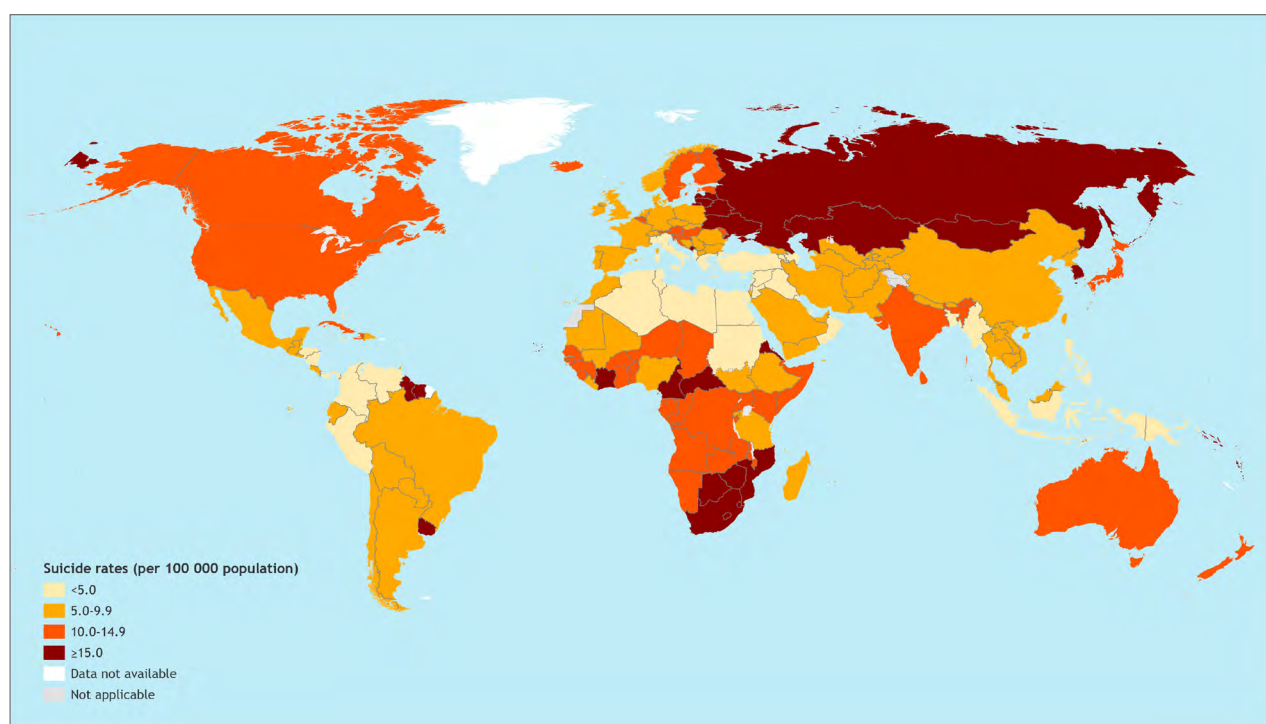 Suicide rates (per 100 000 population)
<5.0
5.0-9.9
10.0-14.9
≥15.0
Data not available
Not applicable